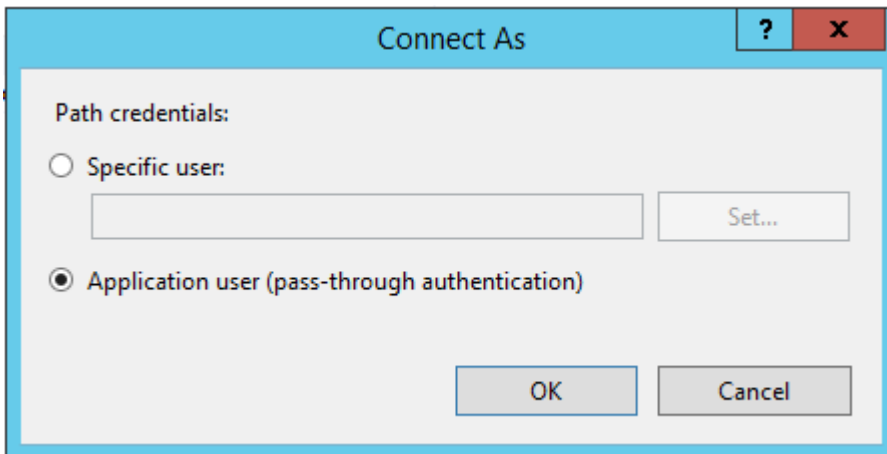 Connect As
?
x
Path credentials:
Specific user:
Set...
Application user (pass-through authentication)
OK
Cancel